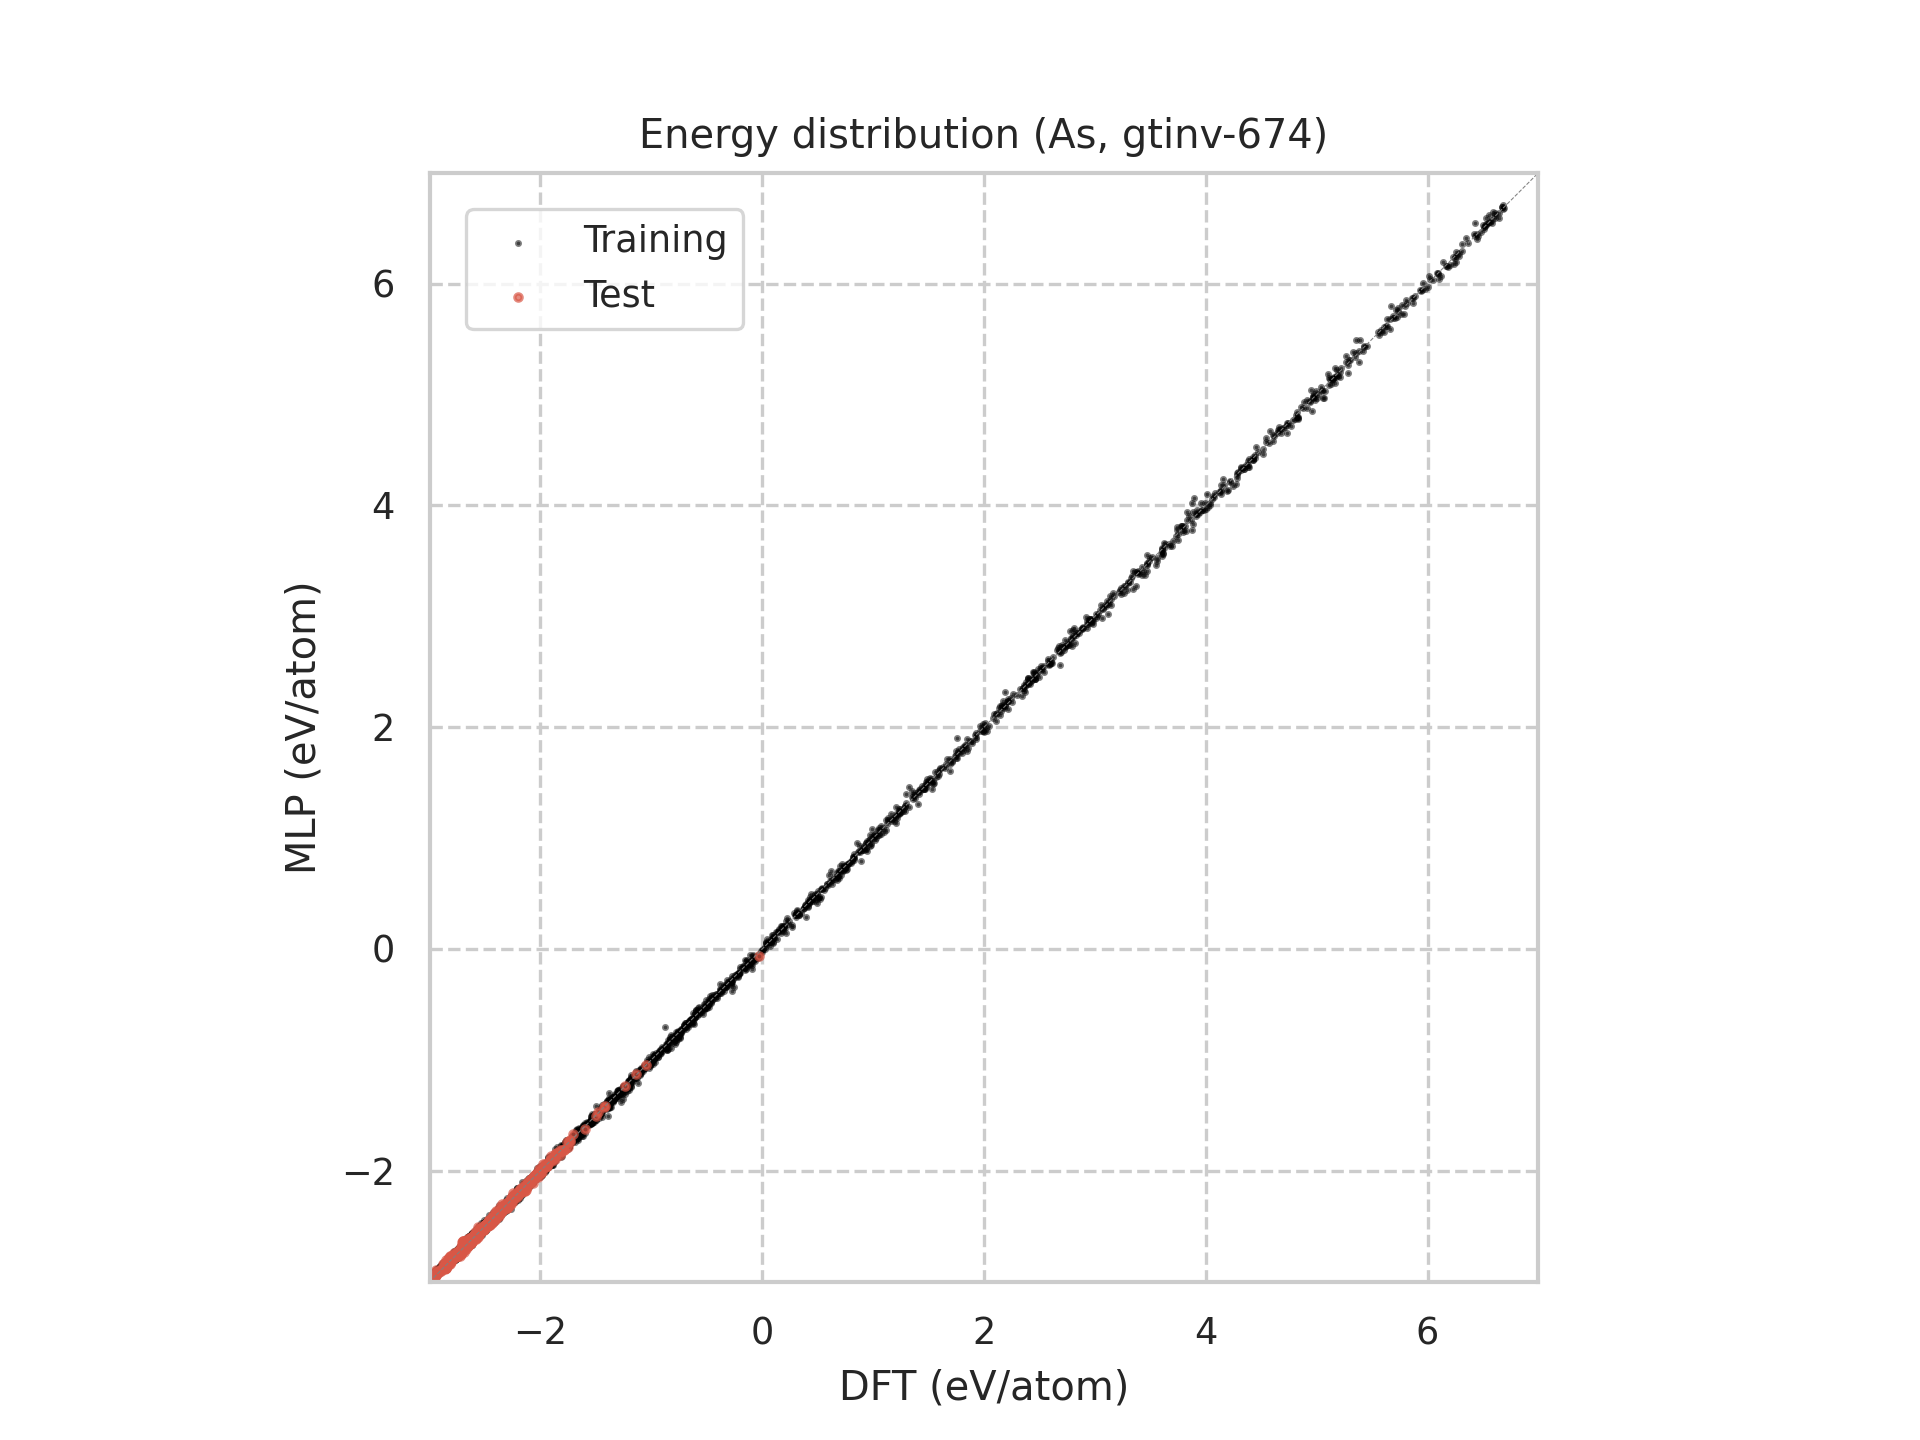 Energy distribution (As, gtinv-674)
Training
Test
6
4
2
0
−2
MLP (eV/atom)
−2 0 2 4 6
DFT (eV/atom)